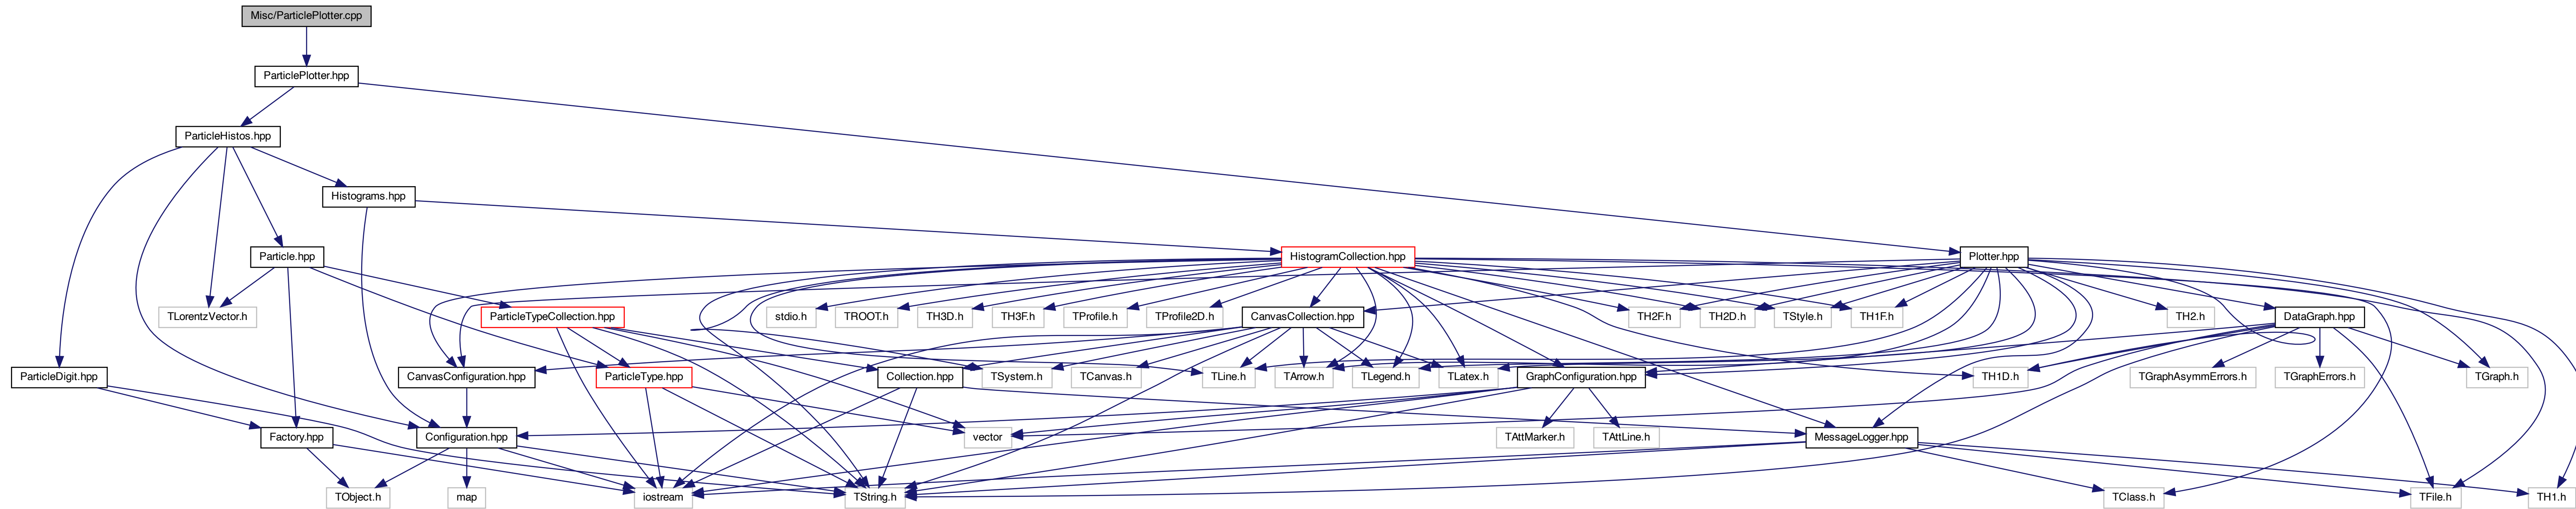 Misc/ParticlePlotter.cpp
ParticlePlotter.hpp
ParticleHistos.hpp
Histograms.hpp
Particle.hpp
HistogramCollection.hpp
Plotter.hpp
TLorentzVector.h
ParticleTypeCollection.hpp
stdio.h
TROOT.h
TH3D.h
TH3F.h
TProfile.h
TProfile2D.h
CanvasCollection.hpp
TH2F.h
TH2D.h
TStyle.h
TH1F.h
TH2.h
DataGraph.hpp
ParticleDigit.hpp
CanvasConfiguration.hpp
ParticleType.hpp
Collection.hpp
TSystem.h
TCanvas.h
TLine.h
TArrow.h
TLegend.h
TLatex.h
GraphConfiguration.hpp
TH1D.h
TGraphAsymmErrors.h
TGraphErrors.h
TGraph.h
Factory.hpp
Configuration.hpp
vector
TAttMarker.h
TAttLine.h
MessageLogger.hpp
TObject.h
map
iostream
TString.h
TClass.h
TFile.h
TH1.h